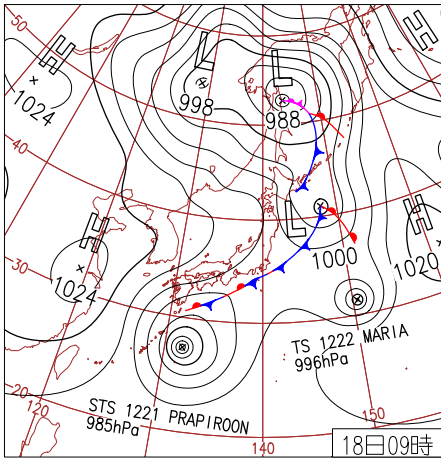 50
H
1024
L
998
L
988
H
40
H
1024
L
1000
H
1020
30
TS 1222 MARIA
996hPa
20
120
STS 1221 PRAPIROON
985hPa
140
150
18日09時